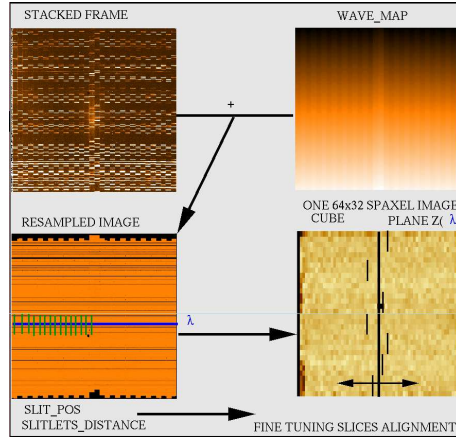 STACKED FRAME
WAVE_MAP
+
RESAMPLED IMAGE
ONE 64x32 SPAXEL IMAGE
CUBE PLANE Z( λ
λ
SLIT_POS
SLITLETS_DISTANCE
FINE TUNING SLICES ALIGNMENT